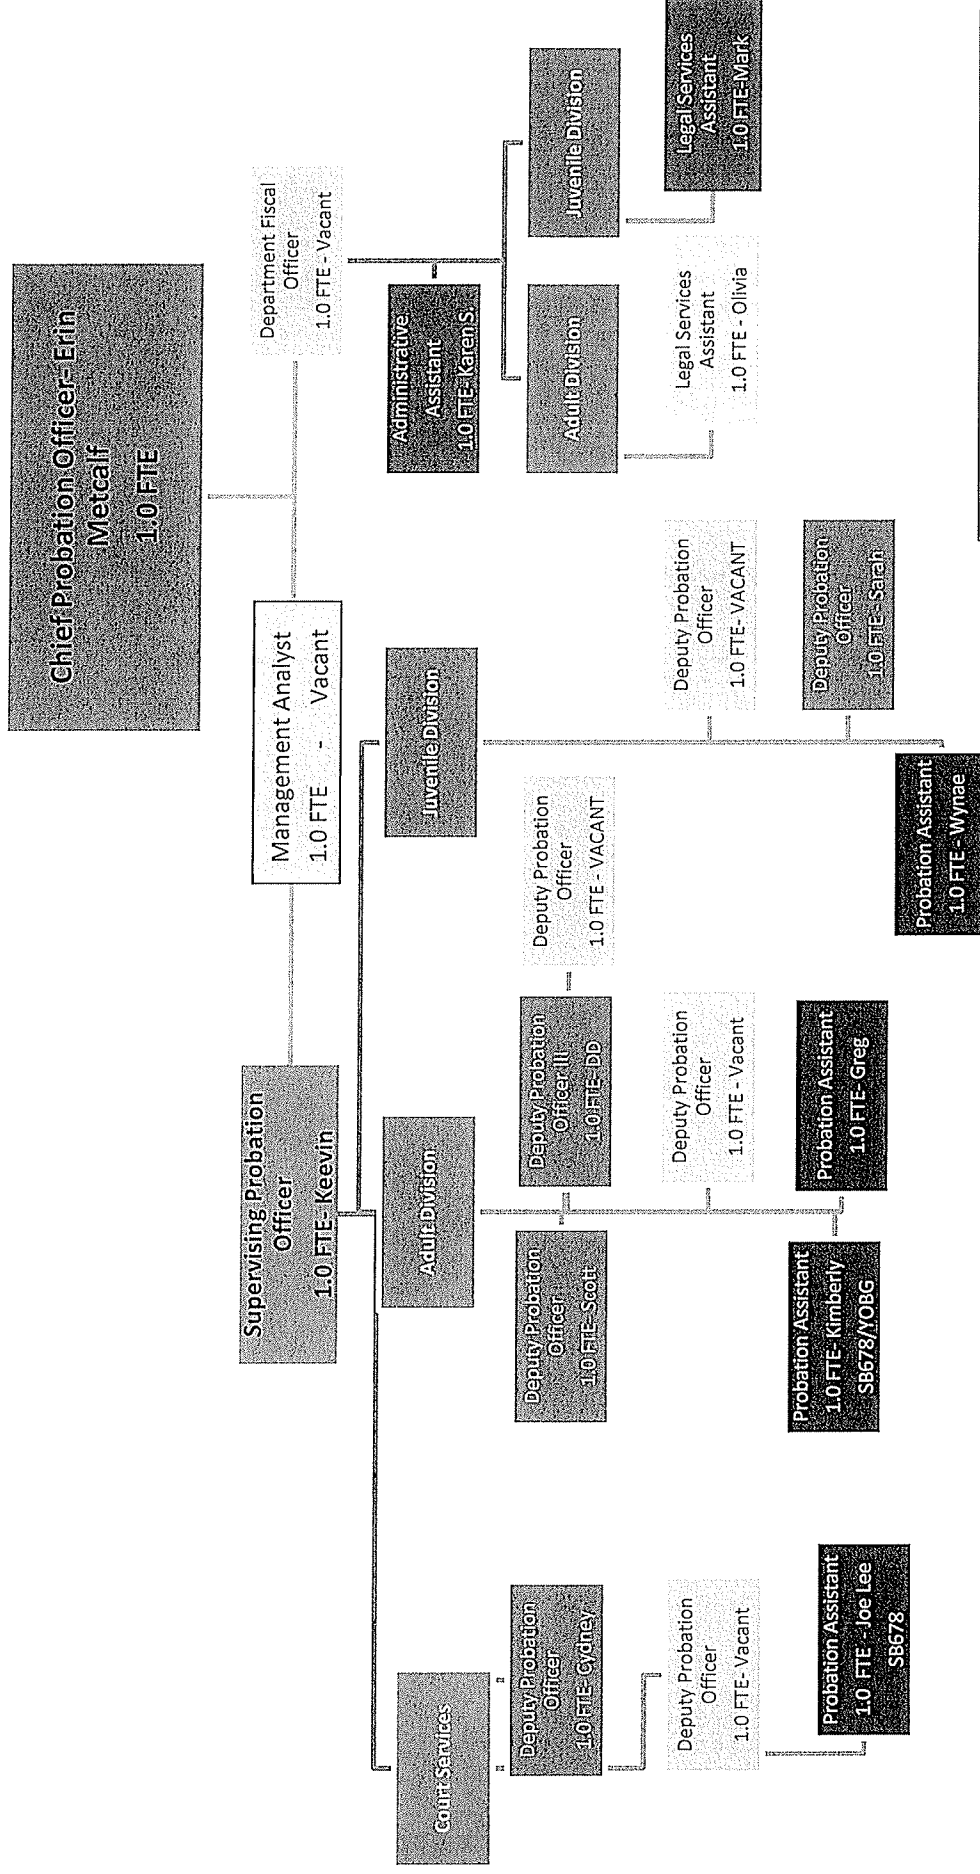 Chief Probation Officer- Erin
Metcalf
1.0 FTE
Supervising Probation
Officer
1.0 FTE- Keevin
Management Analyst
1.0 FTE - Vacant
Department Fiscal
Officer
1.0 FTE - Vacant
Court Services
Adult Division
Juvenile Division
Administrative
Assistant
1.0 FTE- Karen S.
Adult Division
Juvenile Division
Deputy Probation
Officer
1.0 FTE- Cydney
Deputy Probation
Officer
1.0 FTE- Vacant
Probation Assistant
1.0 FTE - Joe Lee
SB678
Deputy Probation
Officer
1.0 FTE- Scott
Deputy Probation
Officer III
1.0 FTE- DD
Deputy Probation
Officer
1.0 FTE - VACANT
Deputy Probation
Officer
1.0 FTE - Vacant
Probation Assistant
1.0 FTE- Kimberly
SB678/YOBG
Probation Assistant
1.0 FTE- Greg
Deputy Probation
Officer
1.0 FTE- VACANT
Deputy Probation
Officer
1.0 FTE- Sarah
Probation Assistant
1.0 FTE - Wynae
Legal Services
Assistant
1.0 FTE - Olivia
Legal Services
Assistant
1.0 FTE-Mark